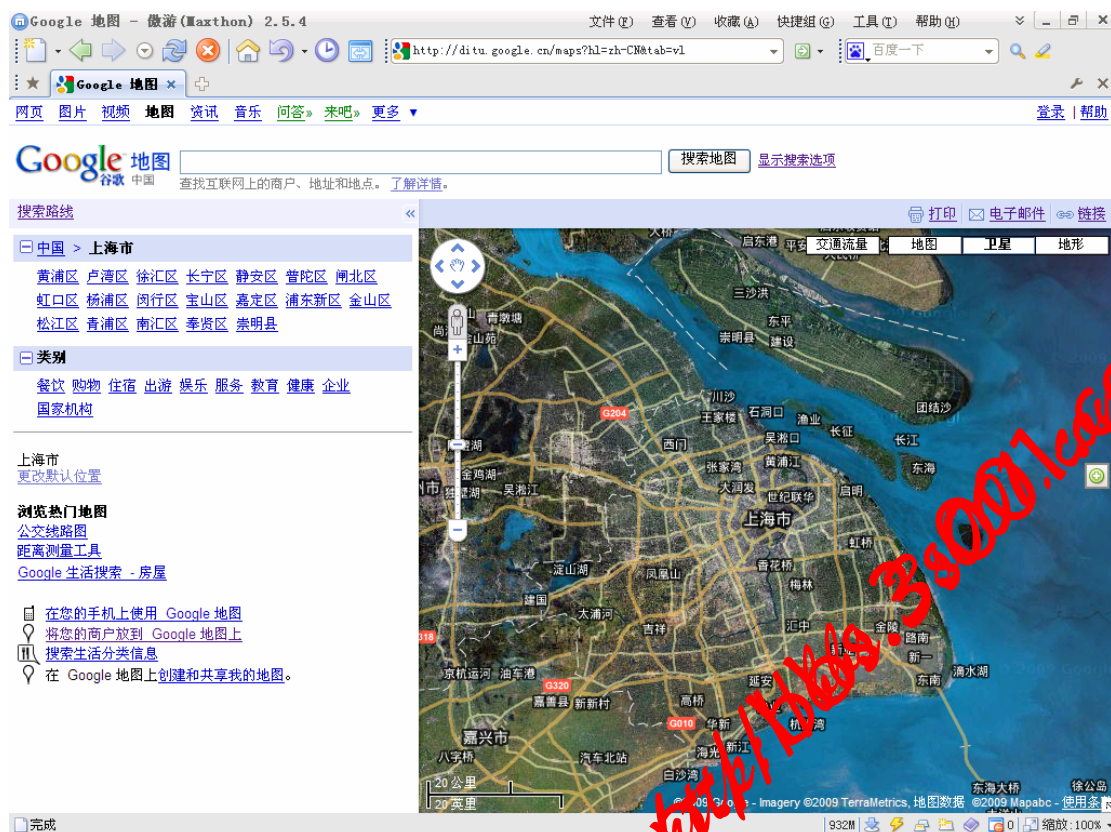 Google 地图 - 傲游(Maxthon) 2.5.4
文件(F) 查看(V) 收藏(A) 快捷组(G) 工具(T) 帮助(H)
http://ditu.google.cn/maps?hl=zh-CN&tab=vl
百度一下
Google 地图
网页 图片 视频 地图 资讯 音乐 问答» 来吧» 更多 ▼
登录 | 帮助
Google 地图
谷歌 中国
搜索地图 显示搜索选项
查找互联网上的商户、地址和地点。 了解详情。
搜索路线 «
打印 电子邮件 链接
中国 > 上海市
黄浦区 卢湾区 徐汇区 长宁区 静安区 普陀区 闸北区
虹口区 杨浦区 闵行区 宝山区 嘉定区 浦东新区 金山区
松江区 青浦区 南汇区 奉贤区 崇明县
类别
餐饮 购物 住宿 出游 娱乐 服务 教育 健康 企业
国家机构
上海市
更改默认位置
浏览热门地图
公交线路图
距离测量工具
Google 生活搜索 - 房屋
在您的手机上使用 Google 地图
将您的商户放到 Google 地图上
搜索生活分类信息
在 Google 地图上创建和共享我的地图。
启东港
交通流量 地图 卫星 地形
三沙洪
青墩塘
东平
崇明县 建设
川沙
G204
王家楼 石洞口 渔业
团结沙
西门 吴淞口 长征
长江
张家湾 黄浦江
东海
金鸡湖
独墅湖 吴淞江
大润发 世纪联华 启明
上海市
虹桥
淀山湖 凤凰山 香花桥
梅林
建国
太浦河
吉祥 汇中 金陵 路南
318
新一
京杭运河 油车港
滴水湖
G320
延安 东南
嘉善县 新新村 高桥
G010 华新
嘉兴市
新江
八字桥 汽车北站
白沙湾
20 公里
20 英里
东海大桥 徐公岛
- Imagery ©2009 TerraMetrics, 地图数据 ©2009 Mapabc - 使用条
完成
932M 0 缩放:100%